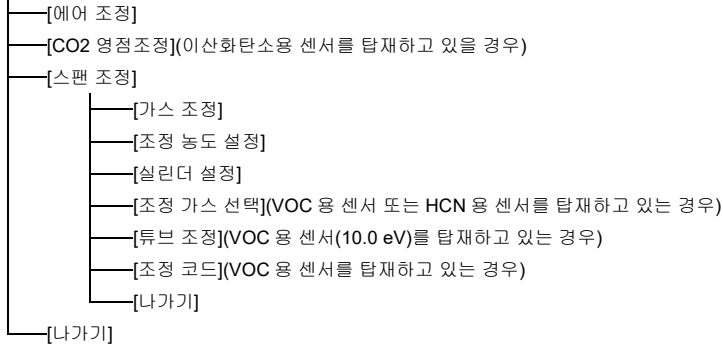 [에어 조정]
[CO2 영점조정](이산화탄소용 센서를 탑재하고 있을 경우)
[스팬 조정]
[가스 조정]
[조정 농도 설정]
[실린더 설정]
[조정 가스 선택](VOC 용 센서 또는 HCN 용 센서를 탑재하고 있는 경우)
[튜브 조정](VOC 용 센서(10.0 eV)를 탑재하고 있는 경우)
[조정 코드](VOC 용 센서를 탑재하고 있는 경우)
[나가기]
[나가기]